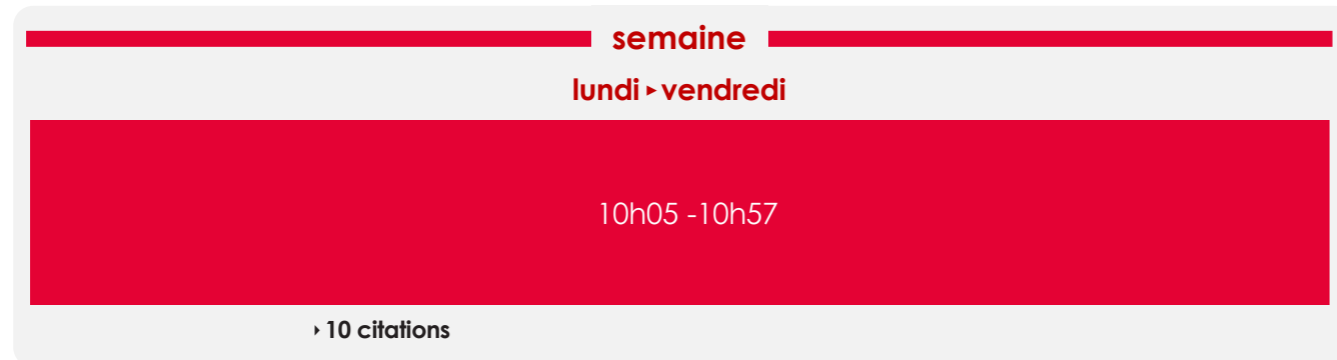 semaine
lundi ▸ vendredi
10h05 -10h57
▸ 10 citations